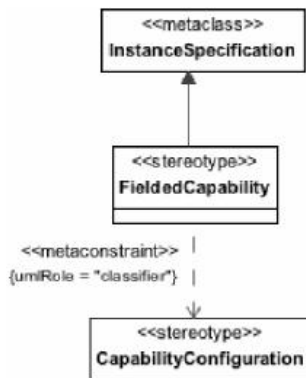 <<metaclass>>
InstanceSpecification
<<stereotype>>
FieldedCapability
<<metaconstraint>>
{umlRole = "classifier"}
<<stereotype>>
CapabilityConfiguration